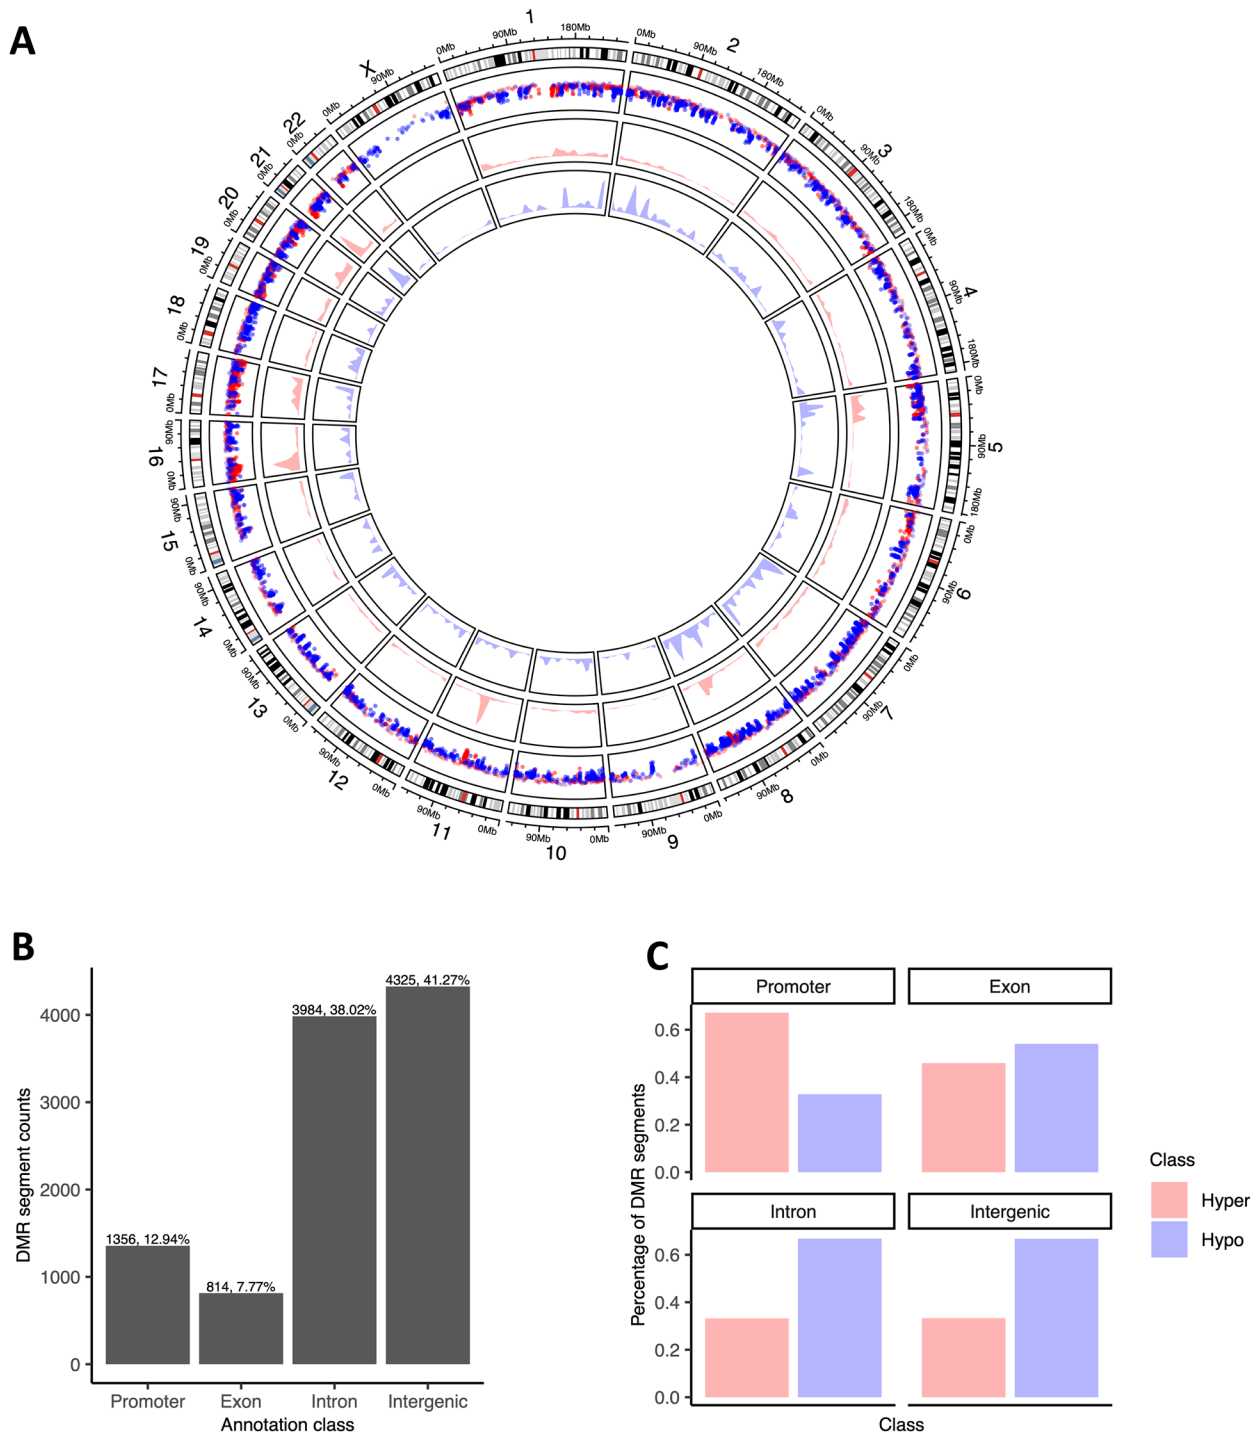 A
1
0Mb
90Mb
180Mb
2
0Mb
90Mb
180Mb
3
0Mb
90Mb
180Mb
4
0Mb
90Mb
180Mb
5
0Mb
90Mb
180Mb
6
0Mb
90Mb
7
0Mb
90Mb
8
0Mb
90Mb
9
0Mb
90Mb
10
0Mb
90Mb
11
0Mb
90Mb
12
0Mb
90Mb
13
0Mb
90Mb
14
0Mb
90Mb
15
0Mb
90Mb
16
0Mb
90Mb
17
0Mb
18
0Mb
19
0Mb
20
0Mb
21
0Mb
22
0Mb
X
0Mb
90Mb
B
DMR segment counts
4000
3000
2000
1000
0
1356, 12.94%
814, 7.77%
3984, 38.02%
4325, 41.27%
Promoter
Exon
Intron
Intergenic
Annotation class
C
Percentage of DMR segments
Promoter
Exon
0.6
0.4
0.2
0.0
Intron
Intergenic
0.6
0.4
0.2
0.0
Class
Class
Hyper
Hypo